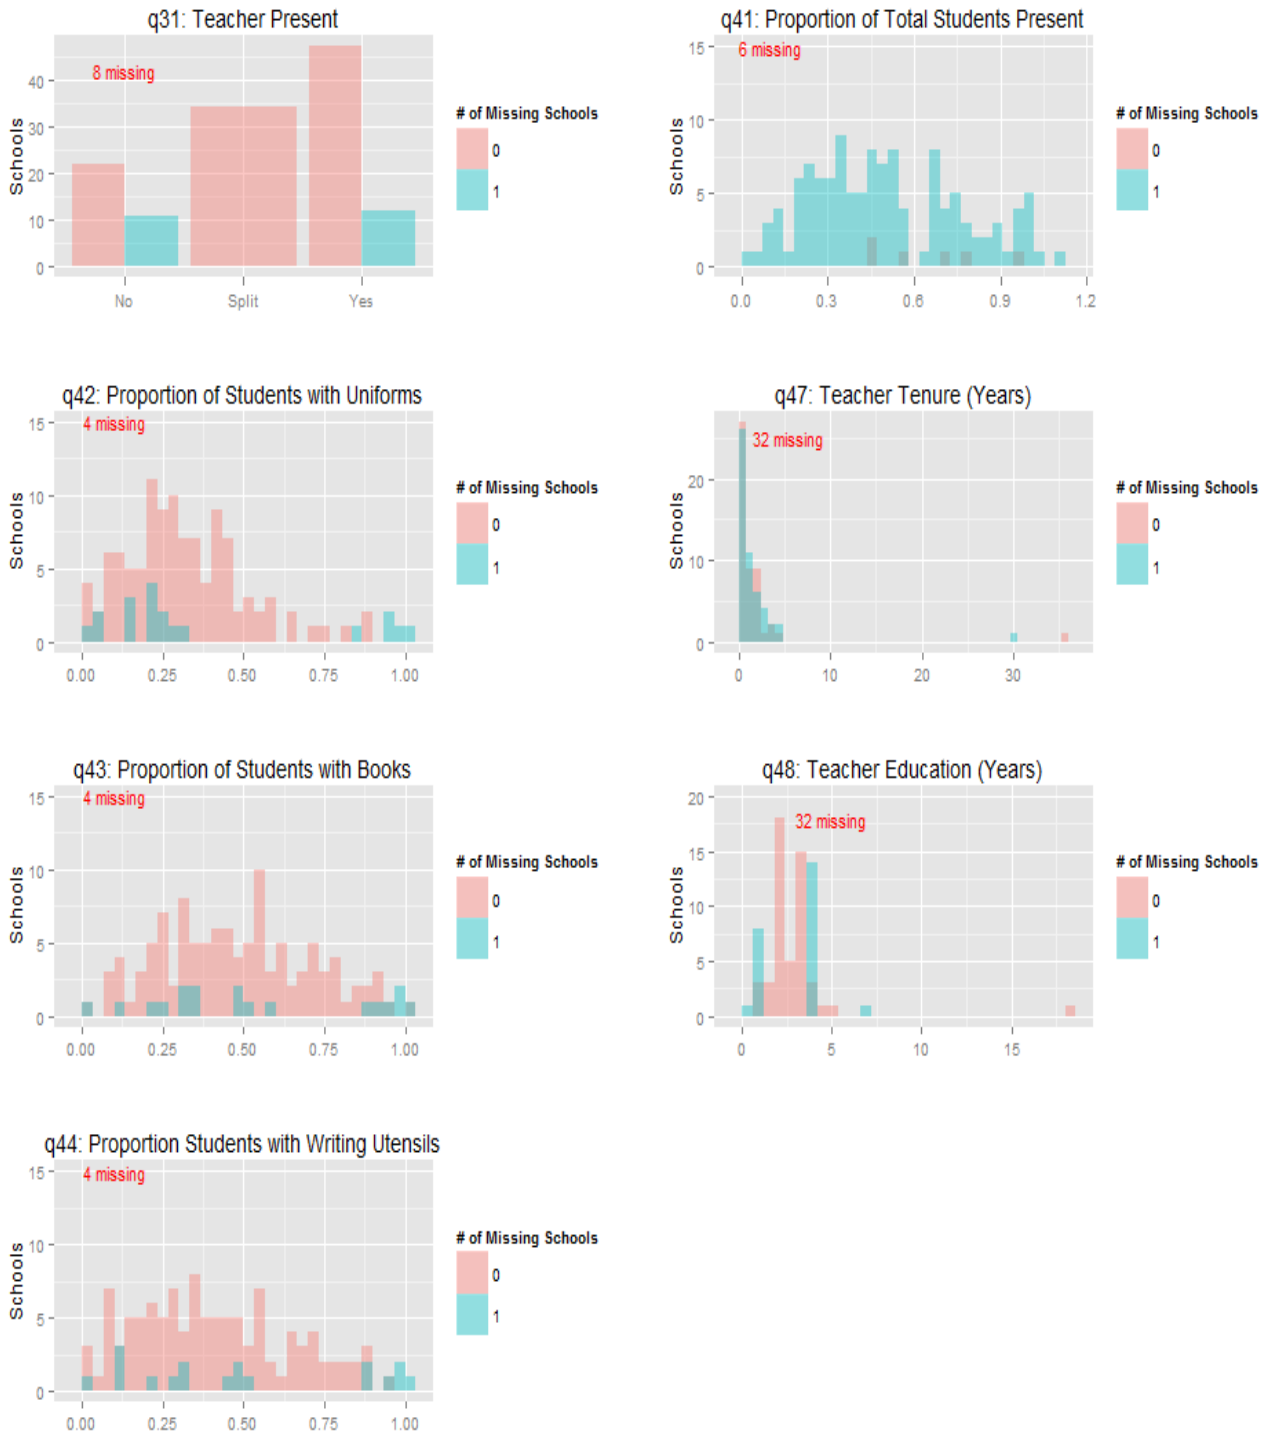 q31: Teacher Present
8 missing
Schools
40
30
20
10
0
No Split Yes
# of Missing Schools
0
1
q41: Proportion of Total Students Present
6 missing
Schools
15
10
5
0
0.0 0.3 0.6 0.9 1.2
# of Missing Schools
0
1
q42: Proportion of Students with Uniforms
4 missing
Schools
15
10
5
0
0.00 0.25 0.50 0.75 1.00
# of Missing Schools
0
1
q47: Teacher Tenure (Years)
32 missing
Schools
20
10
0
0 10 20 30
# of Missing Schools
0
1
q43: Proportion of Students with Books
4 missing
Schools
15
10
5
0
0.00 0.25 0.50 0.75 1.00
# of Missing Schools
0
1
q48: Teacher Education (Years)
32 missing
Schools
20
15
10
5
0
0 5 10 15
# of Missing Schools
0
1
q44: Proportion Students with Writing Utensils
4 missing
Schools
15
10
5
0
0.00 0.25 0.50 0.75 1.00
# of Missing Schools
0
1